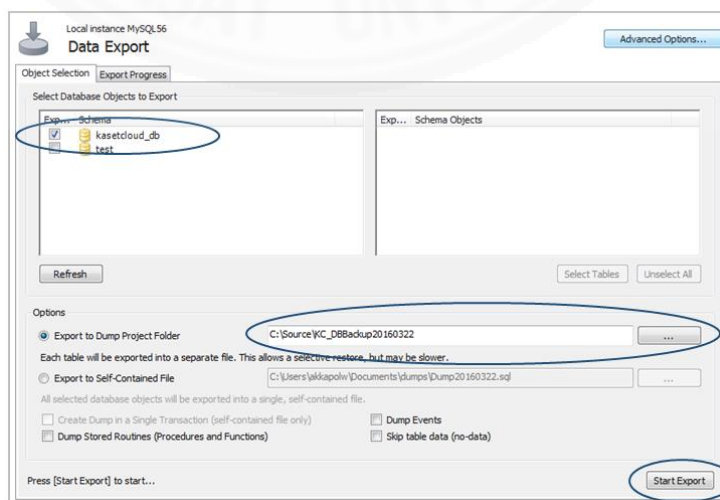 Local instance MySQL56
Data Export
Advanced Options...
Object Selection Export Progress
Select Database Objects to Export
Exp... Schema
kasetcloud_db
test
Exp... Schema Objects
Refresh
Select Tables Unselect All
Options
Export to Dump Project Folder C:\Source\KC_DBBackup20160322 ...
Each table will be exported into a separate file. This allows a selective restore, but may be slower.
Export to Self-Contained File C:\Users\akkapolw\Documents\dumps\Dump20160322.sql ...
All selected database objects will be exported into a single, self-contained file.
Create Dump in a Single Transaction (self-contained file only) Dump Events
Dump Stored Routines (Procedures and Functions) Skip table data (no-data)
Press [Start Export] to start... Start Export